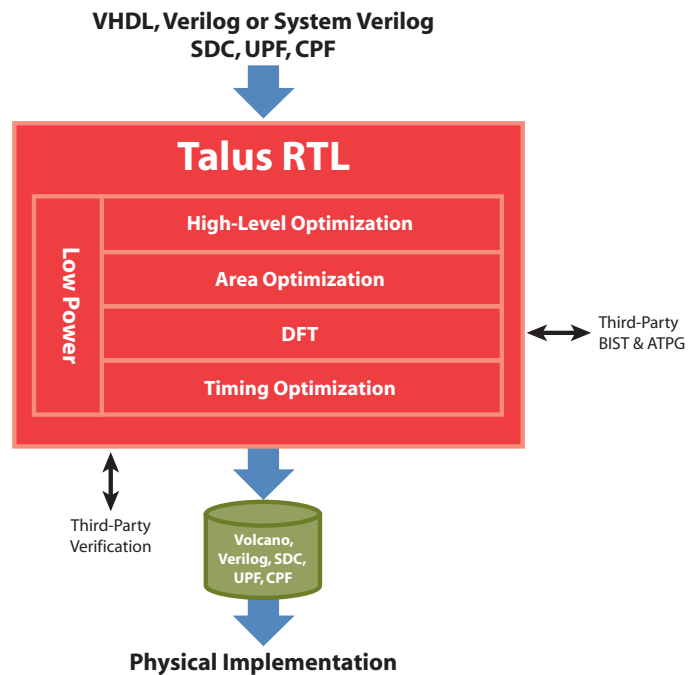 VHDL, Verilog or System Verilog
SDC, UPF, CPF
Talus RTL
Low Power
High-Level Optimization
Area Optimization
DFT
Timing Optimization
Third-Party
BIST & ATPG
Third-Party
Verification
Volcano,
Verilog, SDC,
UPF, CPF
Physical Implementation